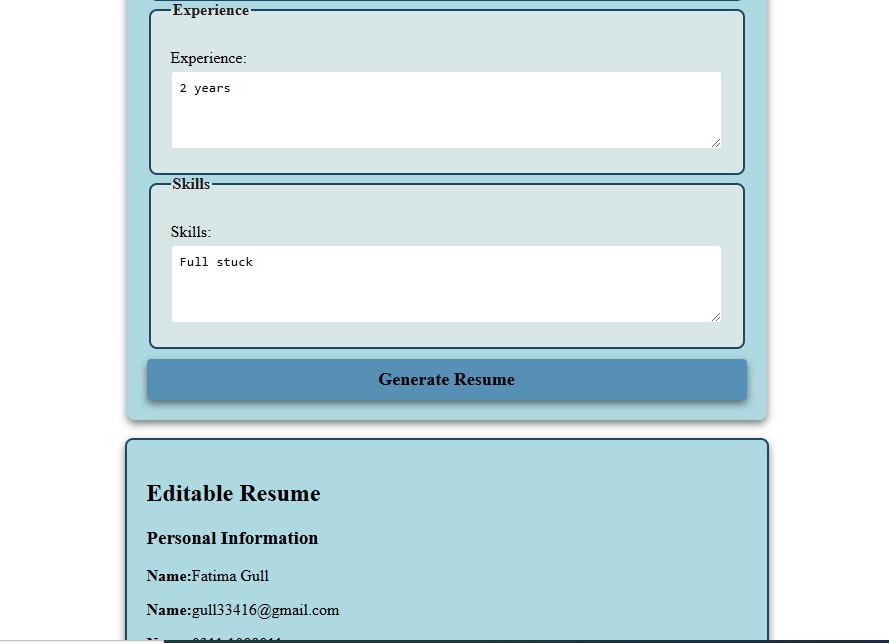 Experience
Experience:
2 years
Skills
Skills:
Full stuck
Generate Resume
Editable Resume
Personal Information
Name:Fatima Gull
Name:gull33416@gmail.com